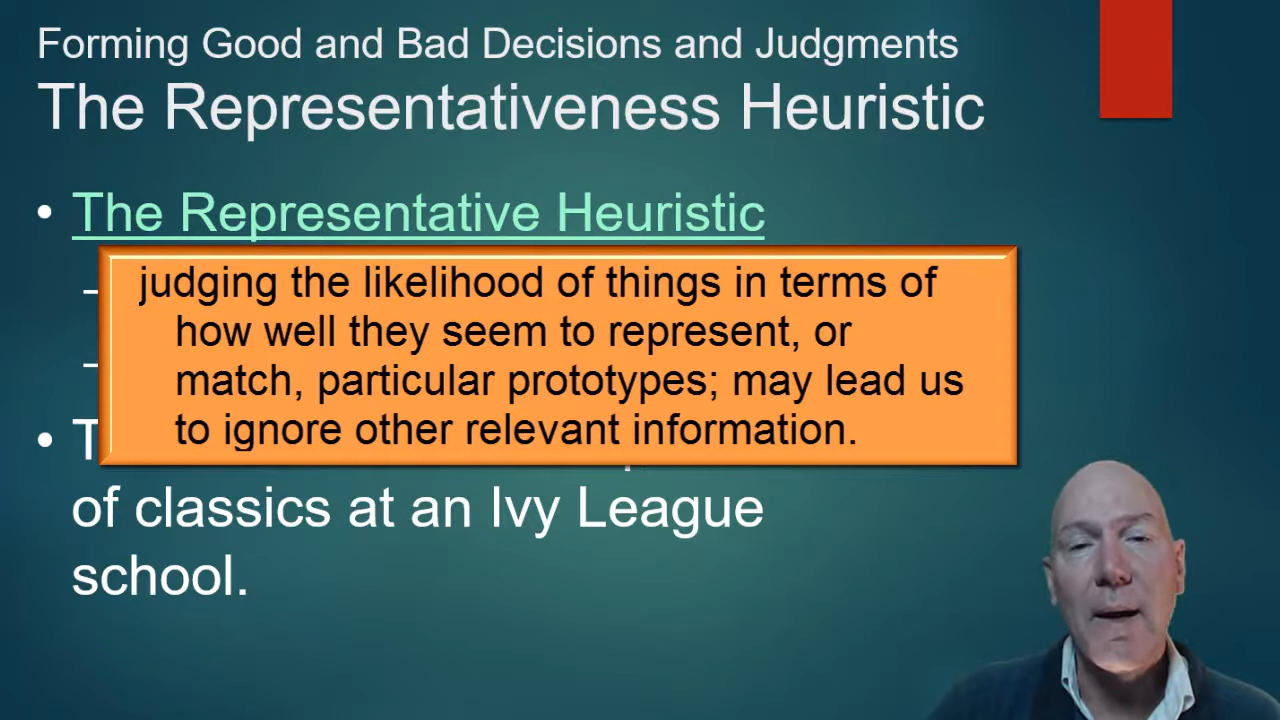 Forming Good and Bad Decisions and Judgments
The Representativeness Heuristic
• The Representative Heuristic
–
judging the likelihood of things in terms of
how well they seem to represent, or
–
match, particular prototypes; may lead us
to ignore other relevant information.
• T
of classics at an Ivy League
school.